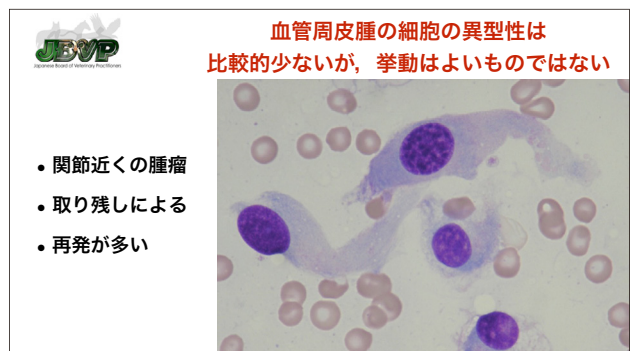 JBVP
Japanese Board of Veterinary Practitioners
血管周皮腫の細胞の異型性は
比較的少ないが，挙動はよいものではない
• 関節近くの腫瘤
• 取り残しによる
• 再発が多い